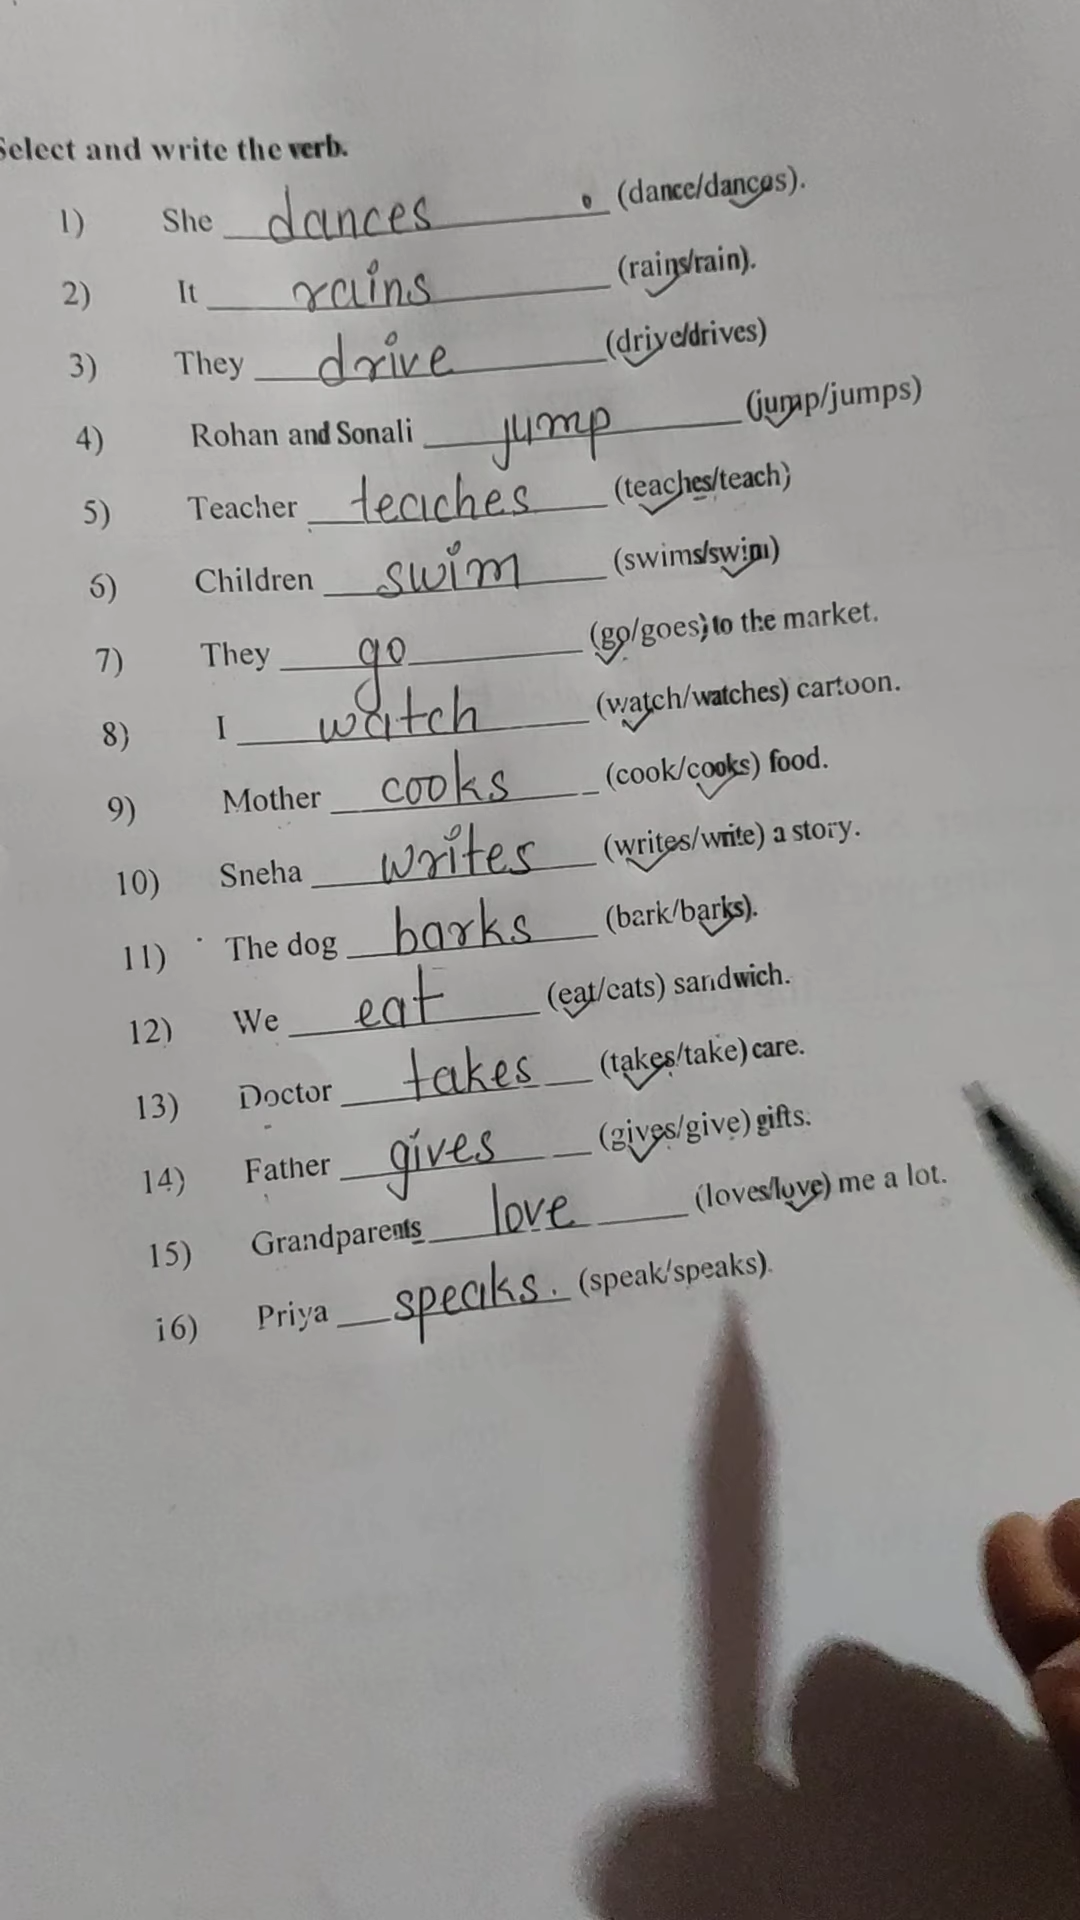 Select and write the verb.
1) She dances . (dance/dances).
2) It rains (rains/rain).
3) They drive (drive/drives)
4) Rohan and Sonali jump (jump/jumps)
5) Teacher teaches (teaches/teach)
6) Children swim (swims/swim)
7) They go (go/goes) to the market.
8) I watch (watch/watches) cartoon.
9) Mother cooks (cook/cooks) food.
10) Sneha writes (writes/write) a story.
11) The dog barks (bark/barks).
12) We eat (eat/eats) sandwich.
13) Doctor takes (takes/take) care.
14) Father gives (gives/give) gifts.
15) Grandparents love (loves/love) me a lot.
16) Priya speaks. (speak/speaks).